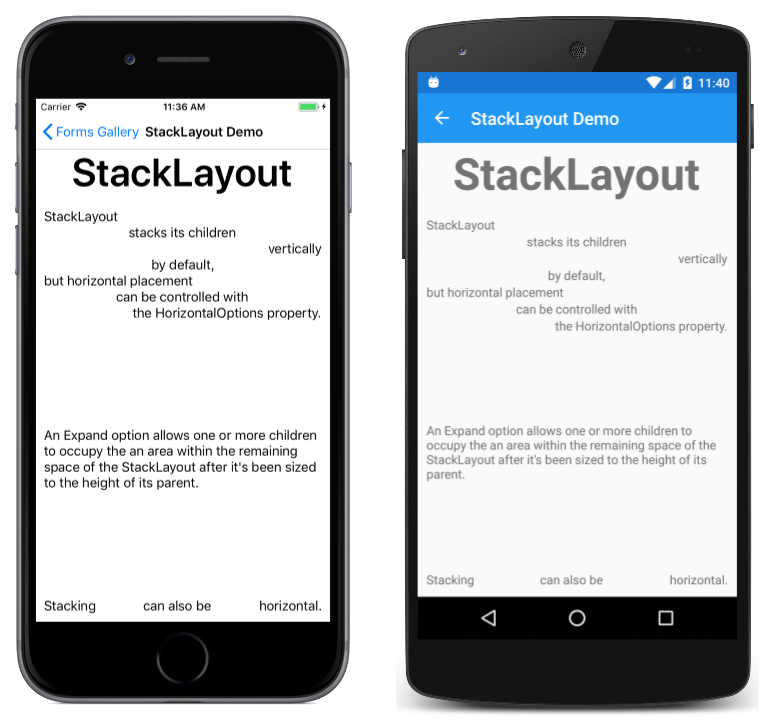 Carrier 11:36 AM
Forms Gallery StackLayout Demo
StackLayout
StackLayout
stacks its children
vertically
by default,
but horizontal placement
can be controlled with
the HorizontalOptions property.
An Expand option allows one or more children
to occupy the an area within the remaining
space of the StackLayout after it's been sized
to the height of its parent.
Stacking can also be horizontal.
11:40
StackLayout Demo
StackLayout
StackLayout
stacks its children
vertically
by default,
but horizontal placement
can be controlled with
the HorizontalOptions property.
An Expand option allows one or more children to
occupy the an area within the remaining space of the
StackLayout after it's been sized to the height of its
parent.
Stacking can also be horizontal.